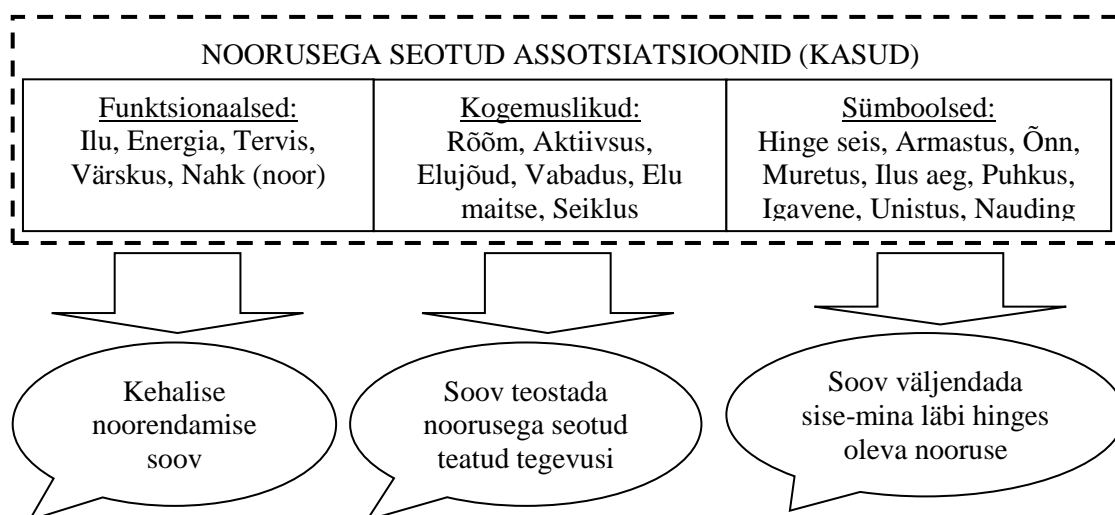 NOORUSEGA SEOTUD ASSOTSIATSIOONID (KASUD)
Funktsionaalsed:
Ilu, Energia, Tervis,
Värskus, Nahk (noor)
Kogemuslikud:
Rõõm, Aktiivsus,
Elujõud, Vabadus, Elu
maitse, Seiklus
Sümboolsed:
Hinge seis, Armastus, Õnn,
Muretus, Ilus aeg, Puhkus,
Igavene, Unistus, Nauding
Kehalise
noorendamise
soov
Soov teostada
noorusega seotud
teatud tegevusi
Soov väljendada
sise-mina läbi hinges
oleva nooruse